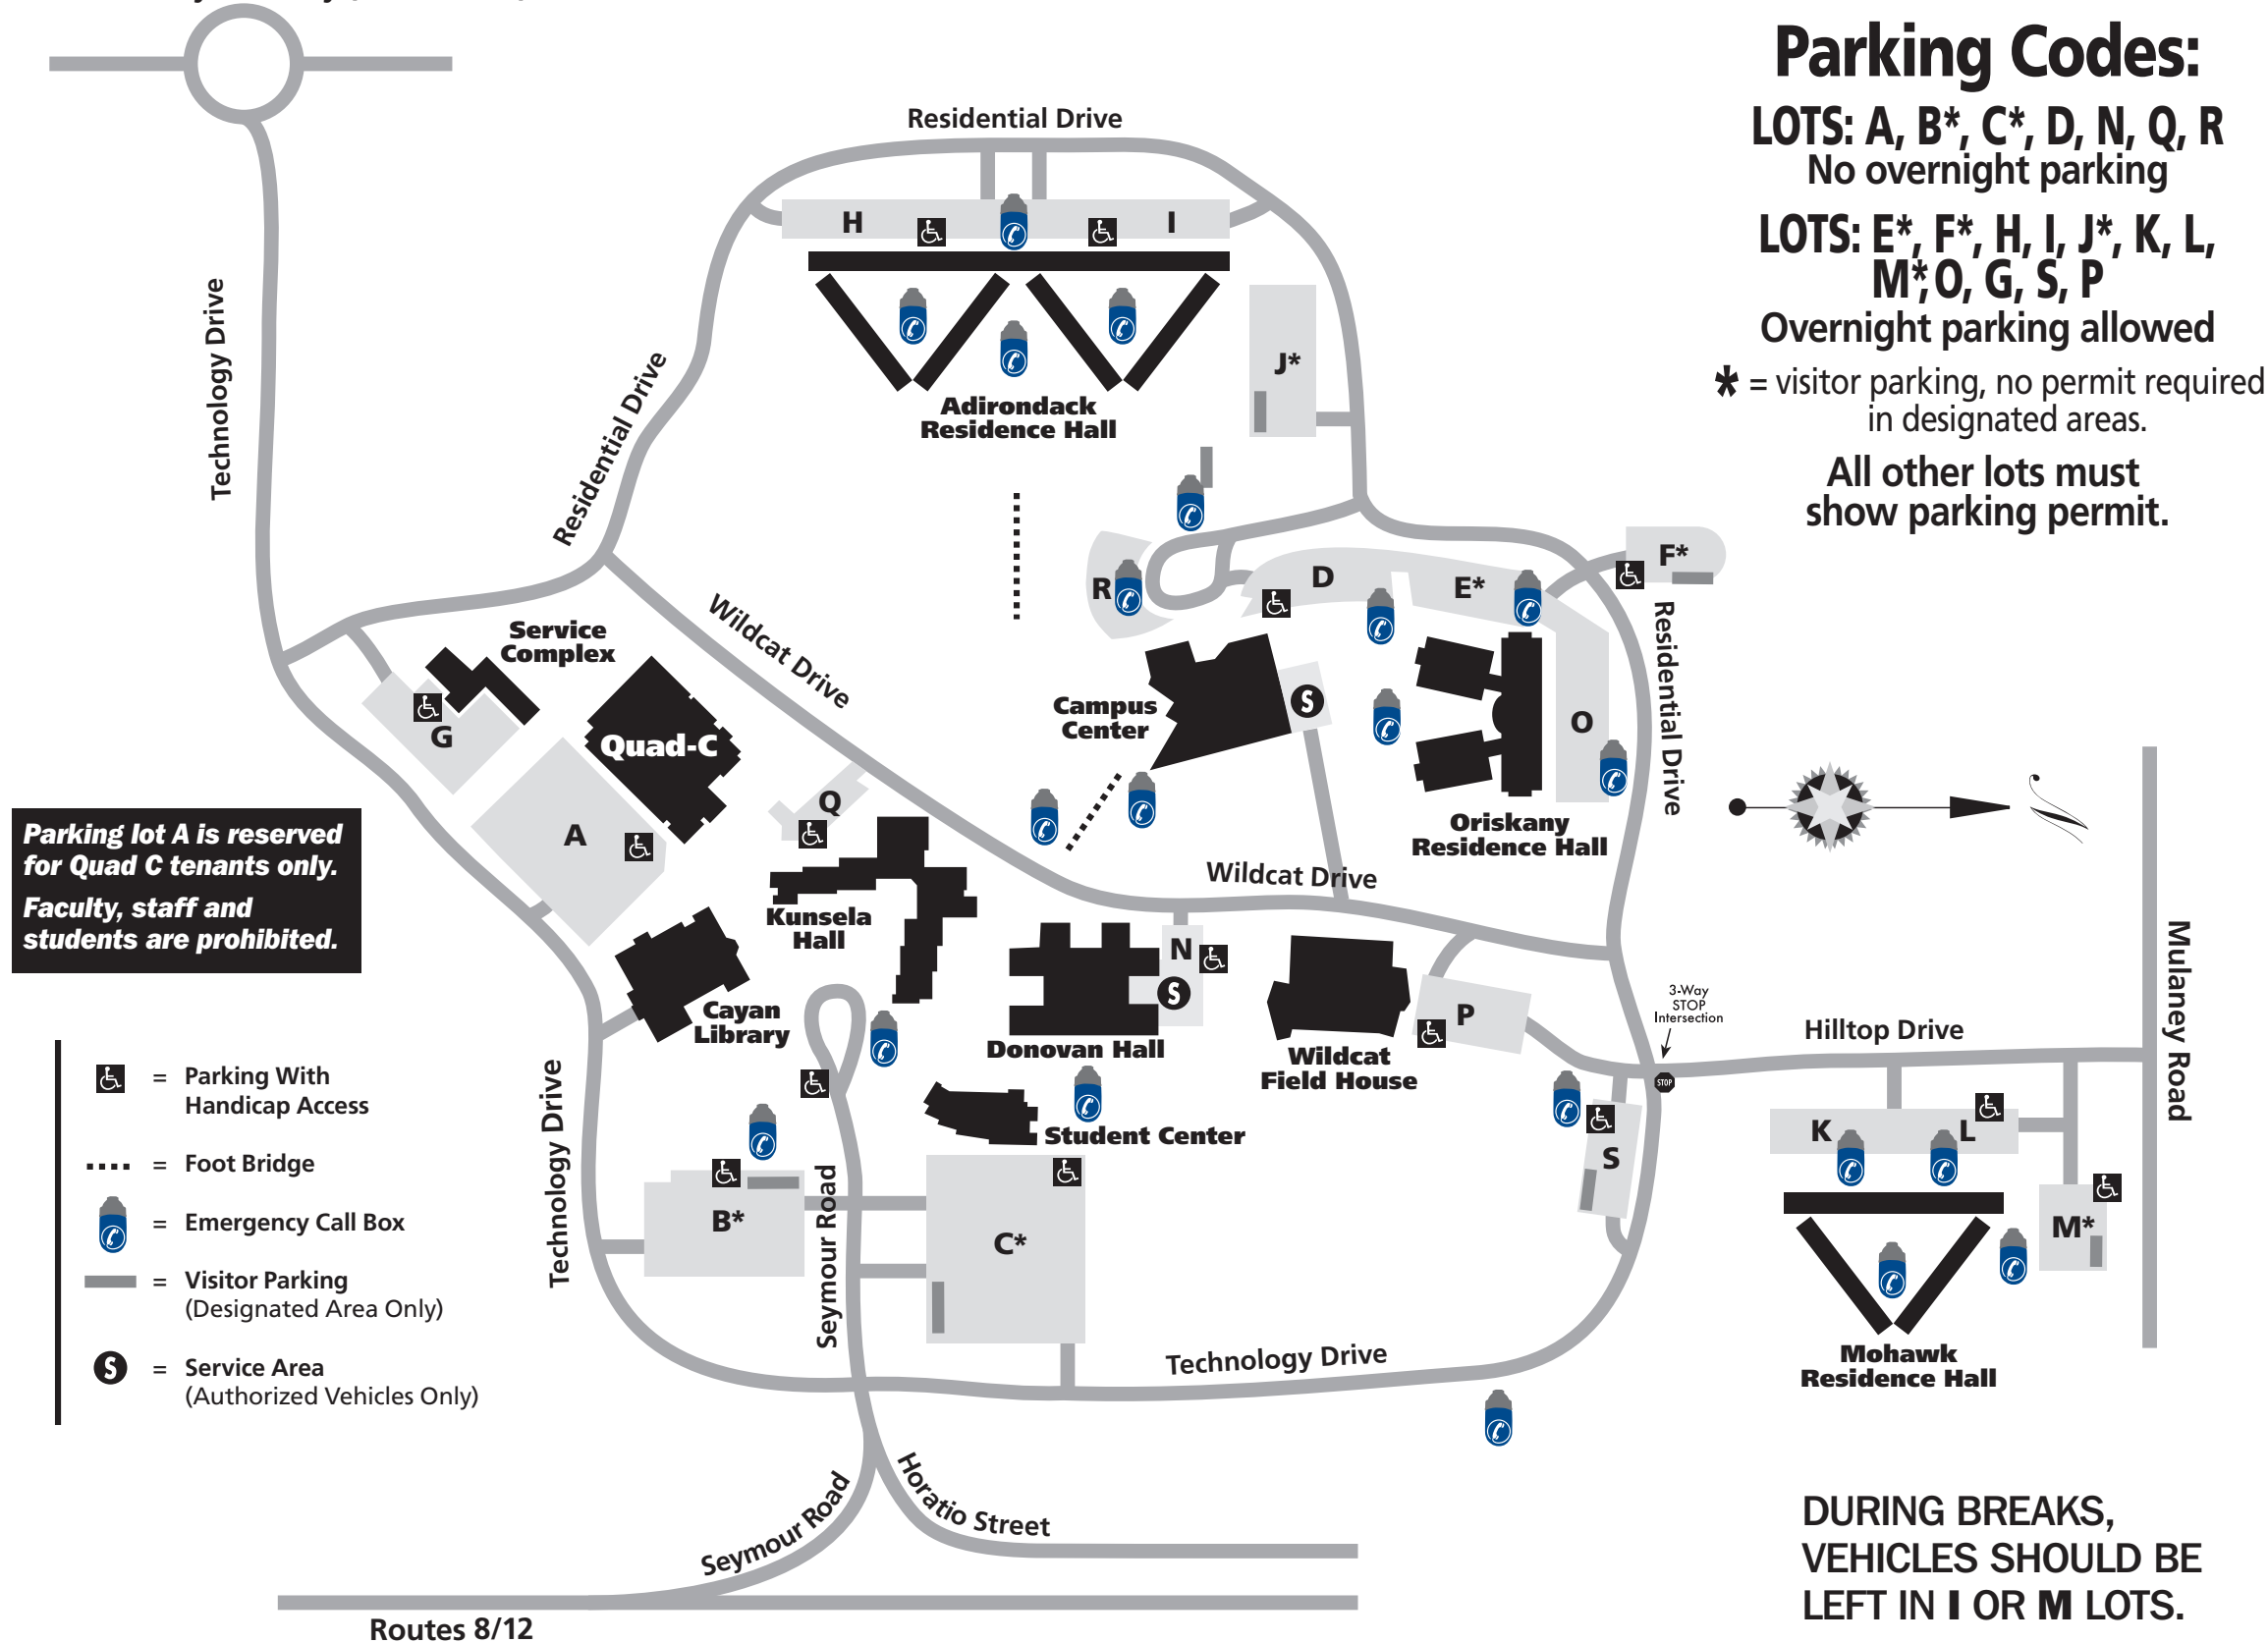 Parking Codes:
LOTS: A, B*, C*, D, N, Q, R
No overnight parking
LOTS: E*, F*, H, I, J*, K, L,
M*, O, G, S, P
Overnight parking allowed
* = visitor parking, no permit required
in designated areas.
All other lots must
show parking permit.
Residential Drive
H
I
Technology Drive
J*
Residential Drive
Adirondack
Residence Hall
R
D
E*
F*
Service
Complex
Wildcat Drive
Residential Drive
G
Quad-C
Campus
Center
S
O
Q
A
Oriskany
Residence Hall
Parking lot A is reserved
for Quad C tenants only.
Faculty, staff and
students are prohibited.
Wildcat Drive
Kunsela
Hall
N
S
Mulaney Road
Cayan
Library
Donovan Hall
Wildcat
Field House
P
3-Way
STOP
Intersection
STOP
Hilltop Drive
= Parking With
Handicap Access
= Foot Bridge
= Emergency Call Box
= Visitor Parking
(Designated Area Only)
S = Service Area
(Authorized Vehicles Only)
Technology Drive
Student Center
K
L
S
B*
Seymour Road
C*
M*
Mohawk
Residence Hall
Technology Drive
Seymour Road
Horatio Street
Routes 8/12
DURING BREAKS,
VEHICLES SHOULD BE
LEFT IN I OR M LOTS.